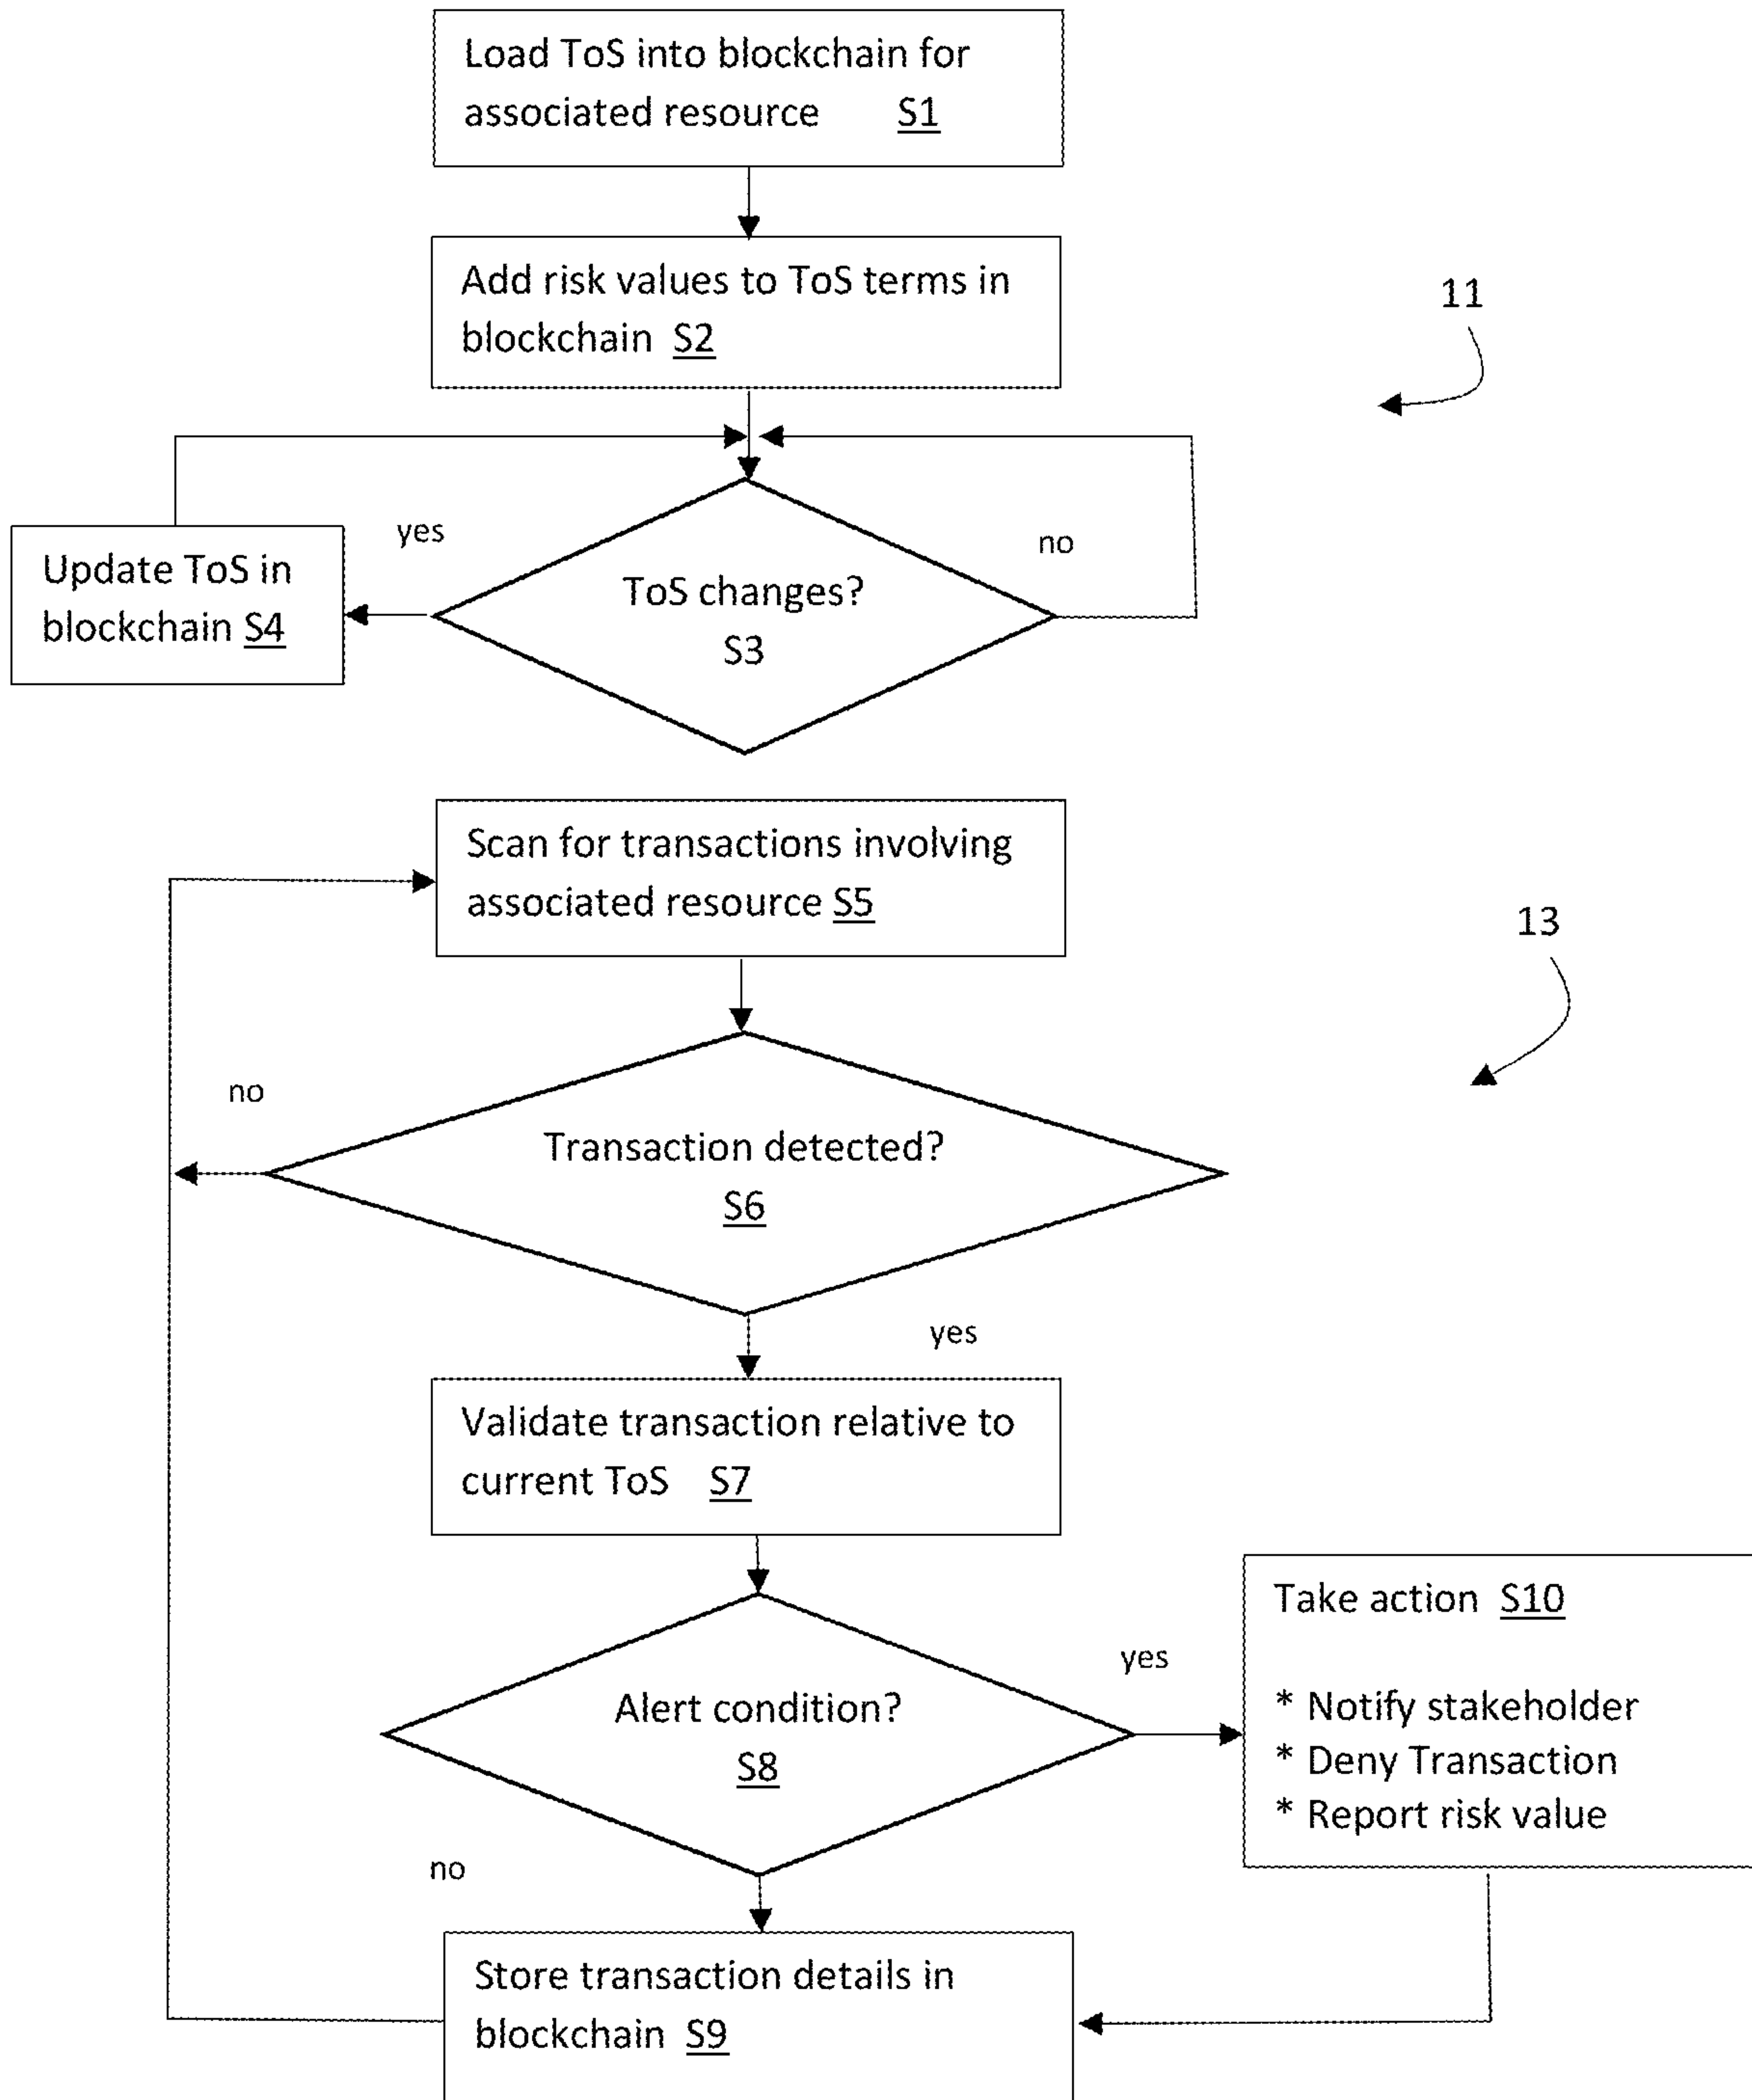 Load ToS into blockchain for
associated resource S1
Add risk values to ToS terms in
blockchain S2
11
yes
no
Update ToS in
blockchain S4
ToS changes?
S3
Scan for transactions involving
associated resource S5
13
no
Transaction detected?
S6
yes
Validate transaction relative to
current ToS S7
Take action S10
yes
* Notify stakeholder
* Deny Transaction
* Report risk value
Alert condition?
S8
no
Store transaction details in
blockchain S9